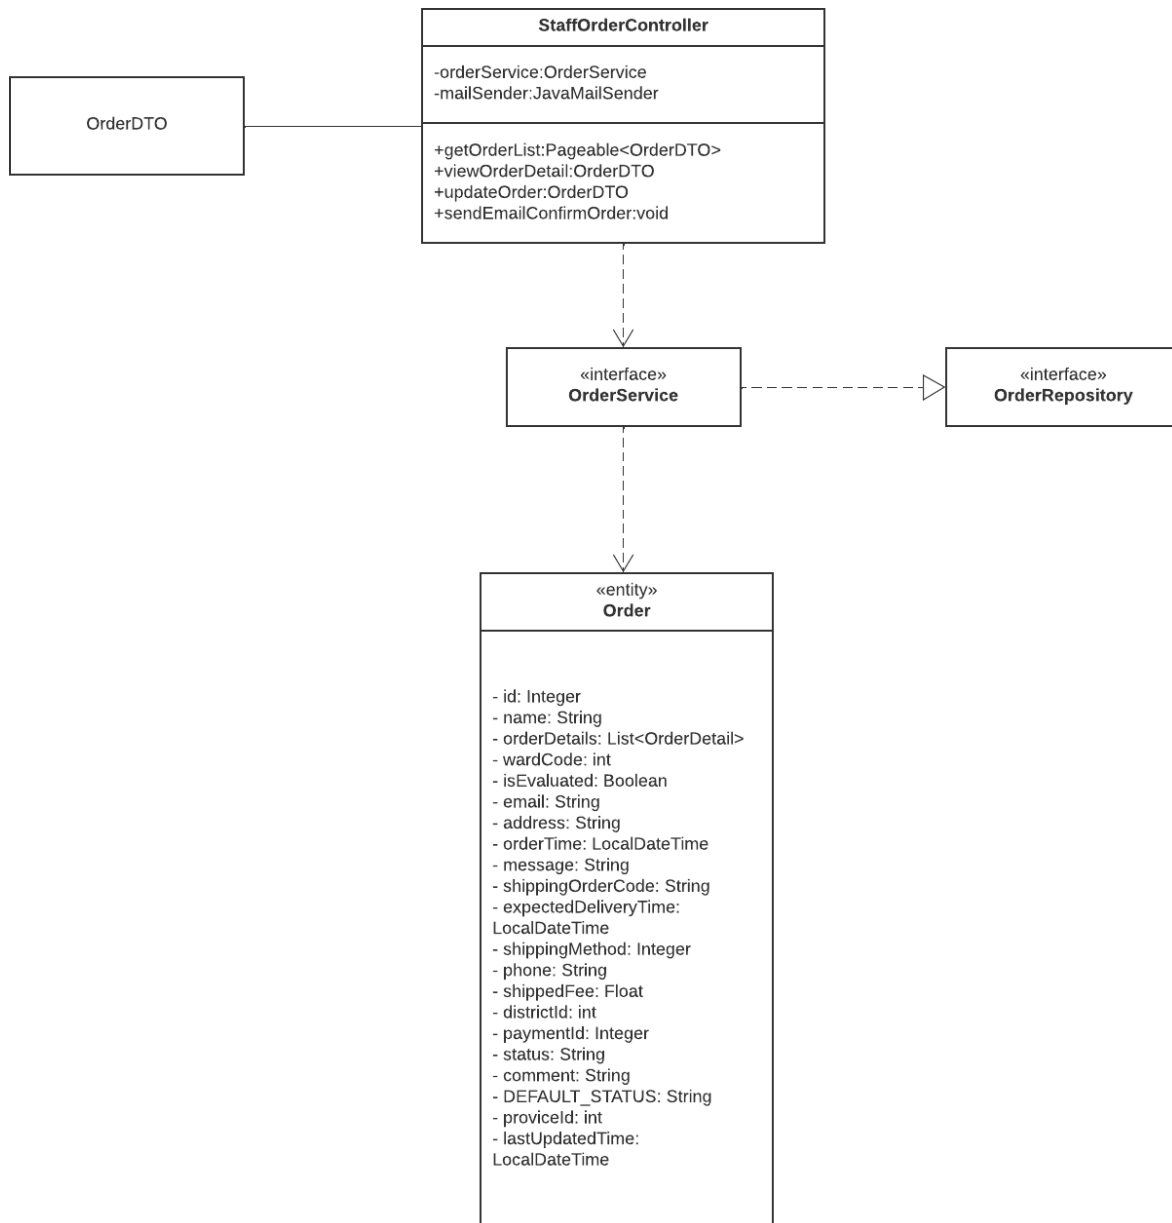 StaffOrderController
-orderService:OrderService
-mailSender:JavaMailSender
OrderDTO
+getOrderList:Pageable<OrderDTO>
+viewOrderDetail:OrderDTO
+updateOrder:OrderDTO
+sendEmailConfirmOrder:void
«interface»
OrderService
«interface»
OrderRepository
«entity»
Order
- id: Integer
- name: String
- orderDetails: List<OrderDetail>
- wardCode: int
- isEvaluated: Boolean
- email: String
- address: String
- orderTime: LocalDateTime
- message: String
- shippingOrderCode: String
- expectedDeliveryTime:
LocalDateTime
- shippingMethod: Integer
- phone: String
- shippedFee: Float
- districtId: int
- paymentId: Integer
- status: String
- comment: String
- DEFAULT_STATUS: String
- proviceId: int
- lastUpdatedTime:
LocalDateTime